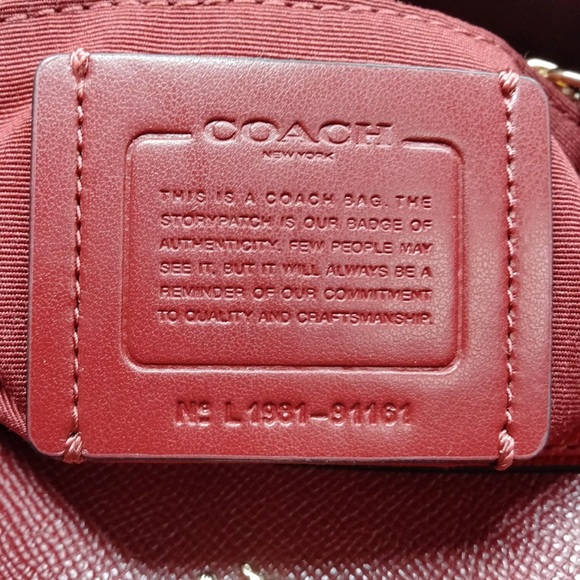 COACH
NEW YORK
THIS IS A COACH BAG. THE
STORYPATCH IS OUR BADGE OF
AUTHENTICITY. FEW PEOPLE MAY
SEE IT, BUT IT WILL ALWAYS BE A
REMINDER OF OUR COMMITMENT
TO QUALITY AND CRAFTSMANSHIP.
Nº L1981-91161